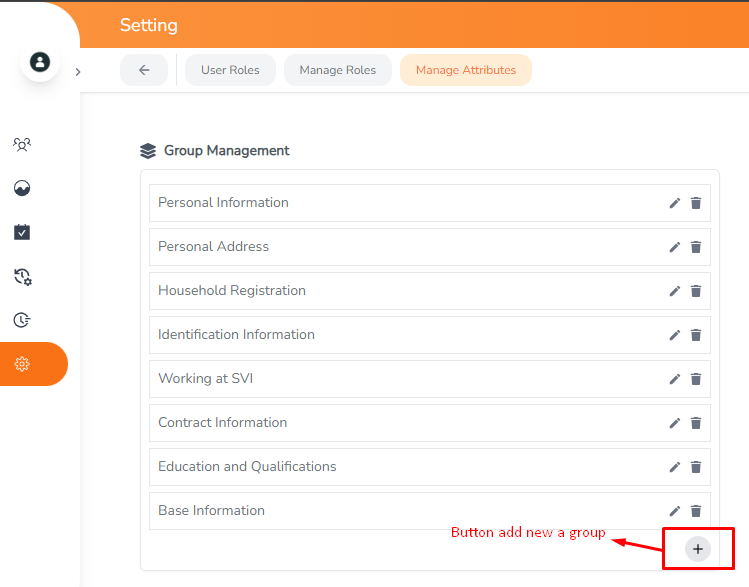 Setting
User Roles
Manage Roles
Manage Attributes
Group Management
Personal Information
Personal Address
Household Registration
Identification Information
Working at SVI
Contract Information
Education and Qualifications
Base Information
Button add new a group